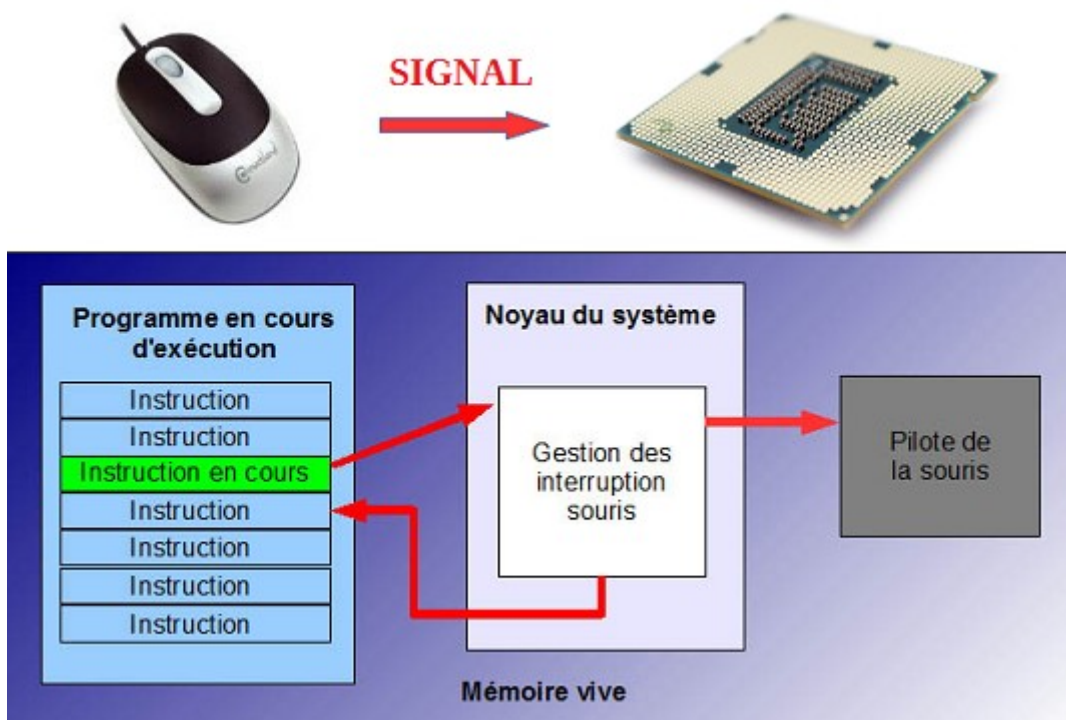 SIGNAL
Programme en cours
d'exécution
Instruction
Instruction
Instruction en cours
Instruction
Instruction
Instruction
Instruction
Noyau du système
Gestion des
interruption
souris
Pilote de
la souris
Mémoire vive